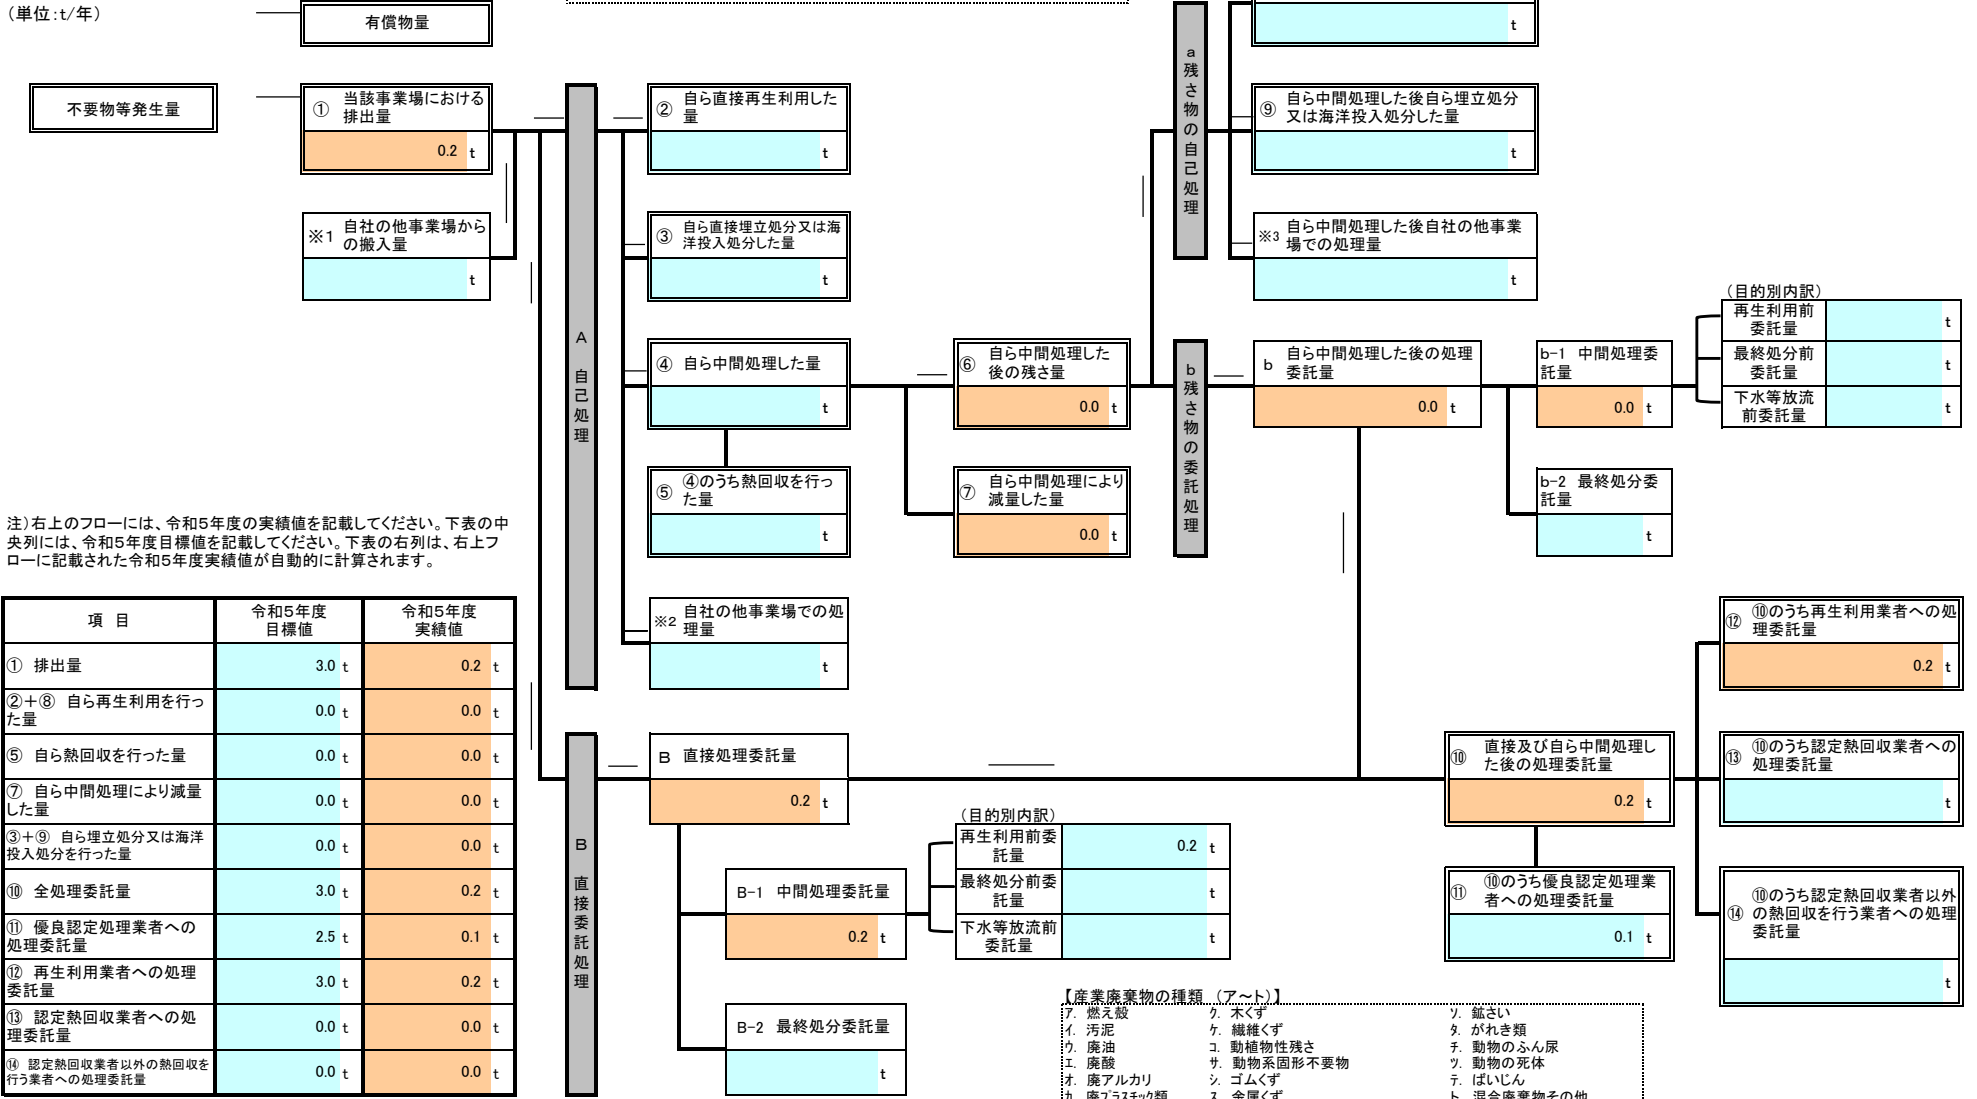 （単位：ｔ/年）
有償物量
不要物等発生量
① 当該事業場における
排出量
0.2 t
※1 自社の他事業場から
の搬入量
t
A 自己処理
② 自ら直接再生利用した
量
t
③ 自ら直接埋立処分又は海
洋投入処分した量
t
④ 自ら中間処理した量
t
⑤ ④のうち熱回収を行っ
た量
t
※2 自社の他事業場での処
理量
t
⑥ 自ら中間処理した
後の残さ量
0.0 t
⑦ 自ら中間処理により
減量した量
0.0 t
a 残さ物の自己処理
t
⑨ 自ら中間処理した後自ら埋立処分
又は海洋投入処分した量
t
※3 自ら中間処理した後自社の他事業
場での処理量
t
b 残さ物の委託処理
b 自ら中間処理した後の処理
委託量
0.0 t
b-1 中間処理委
託量
0.0 t
b-2 最終処分委
託量
t
（目的別内訳）
再生利用前
委託量 t
最終処分前
委託量 t
下水等放流
前委託量 t
注）右上のフローには、令和５年度の実績値を記載してください。下表の中
央列には、令和５年度目標値を記載してください。下表の右列は、右上フ
ローに記載された令和５年度実績値が自動的に計算されます。
項 目 令和５年度
目標値 令和５年度
実績値
① 排出量 3.0 t 0.2 t
②＋⑧ 自ら再生利用を行っ
た量 0.0 t 0.0 t
⑤ 自ら熱回収を行った量 0.0 t 0.0 t
⑦ 自ら中間処理により減量
した量 0.0 t 0.0 t
③＋⑨ 自ら埋立処分又は海洋
投入処分を行った量 0.0 t 0.0 t
⑩ 全処理委託量 3.0 t 0.2 t
⑪ 優良認定処理業者への
処理委託量 2.5 t 0.1 t
⑫ 再生利用業者への処理
委託量 3.0 t 0.2 t
⑬ 認定熱回収業者への処
理委託量 0.0 t 0.0 t
⑭ 認定熱回収業者以外の熱回収を
行う業者への処理委託量 0.0 t 0.0 t
B 直接委託処理
B 直接処理委託量
0.2 t
B-1 中間処理委託量
0.2 t
B-2 最終処分委託量
t
（目的別内訳）
再生利用前委
託量 0.2 t
最終処分前委
託量 t
下水等放流前
委託量 t
⑩ 直接及び自ら中間処理し
た後の処理委託量
0.2 t
⑪ ⑩のうち優良認定処理業
者への処理委託量
0.1 t
⑫ ⑩のうち再生利用業者への処
理委託量
0.2 t
⑬ ⑩のうち認定熱回収業者への
処理委託量
t
⑭ ⑩のうち認定熱回収業者以外
の熱回収を行う業者への処理
委託量
t
【産業廃棄物の種類 （ア～ト）】
ア. 燃え殻 ク. 木くず ソ. 鉱さい
イ. 汚泥 ケ. 繊維くず タ. がれき類
ウ. 廃油 コ. 動植物性残さ チ. 動物のふん尿
エ. 廃酸 サ. 動物系固形不要物 ツ. 動物の死体
オ. 廃アルカリ シ. ゴムくず テ. ばいじん
カ. 廃プラスチック類 ス. 金属くず ト. 混合廃棄物その他